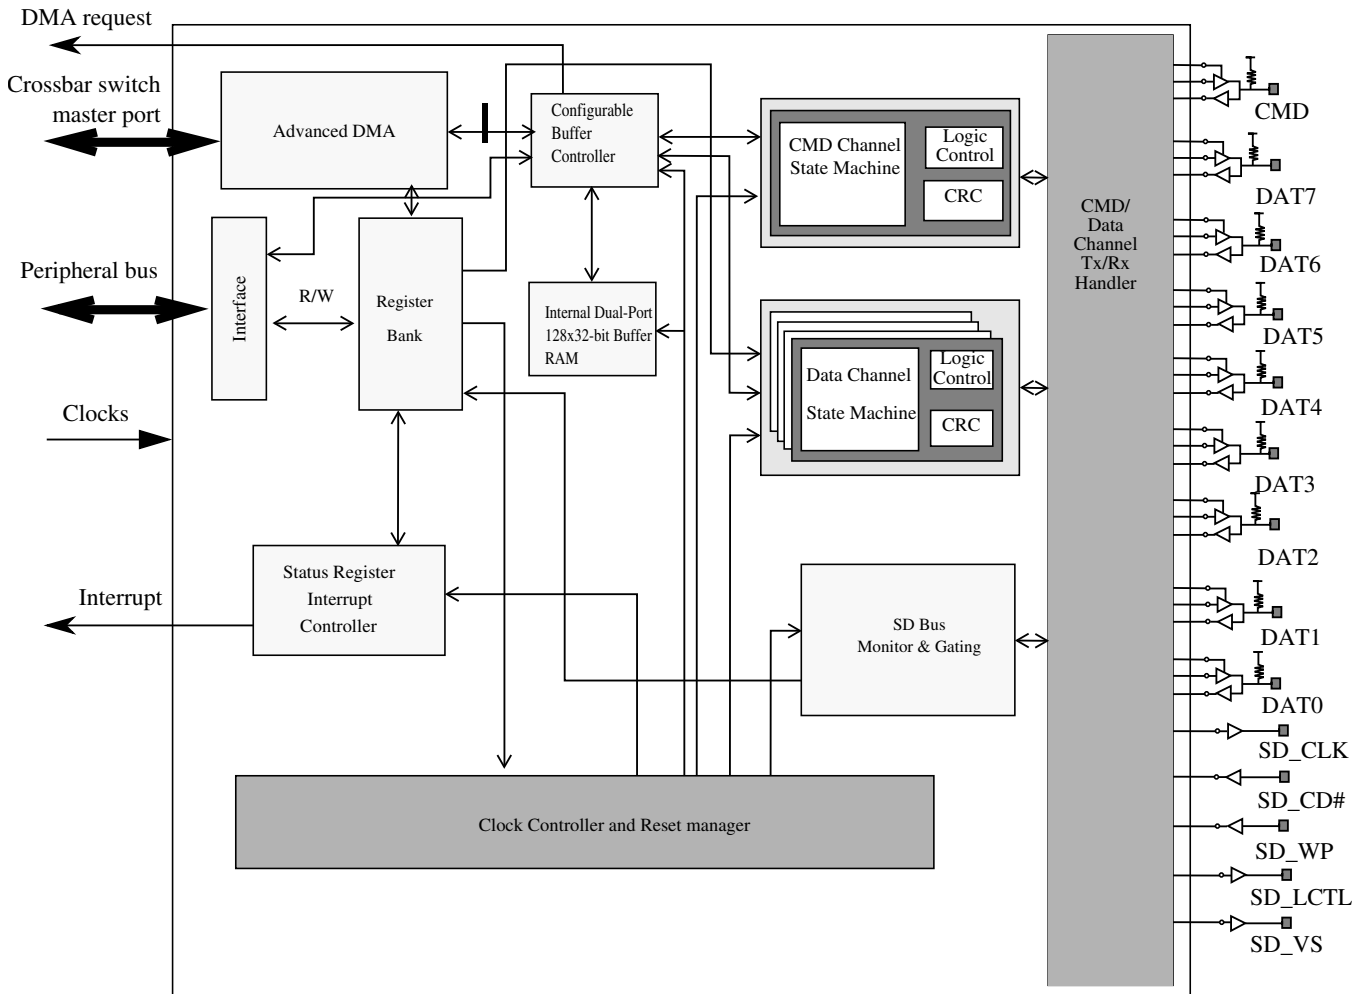 DMA request
Crossbar switch
master port
Peripheral bus
Clocks
Interrupt
Advanced DMA
Configurable
Buffer
Controller
Interface
R/W
Register
Bank
Internal Dual-Port
128x32-bit Buffer
RAM
Status Register
Interrupt
Controller
CMD Channel
State Machine
Logic
Control
CRC
Data Channel
State Machine
Logic
Control
CRC
SD Bus
Monitor & Gating
Clock Controller and Reset manager
CMD/
Data
Channel
Tx/Rx
Handler
CMD
DAT7
DAT6
DAT5
DAT4
DAT3
DAT2
DAT1
DAT0
SD_CLK
SD_CD#
SD_WP
SD_LCTL
SD_VS